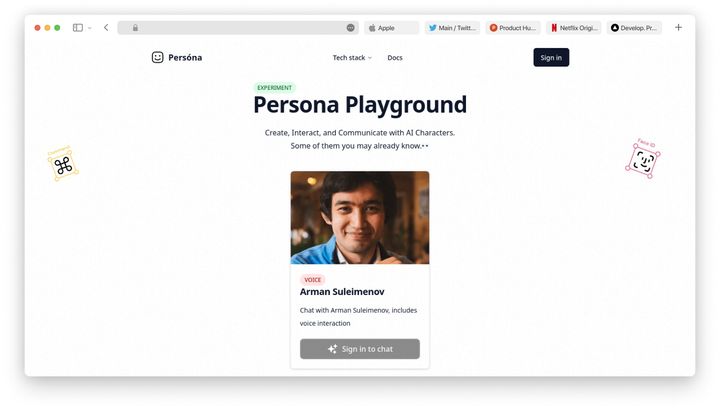 Apple
Main / Twitt...
Product Hu...
Netflix Origi...
Develop. Pr...
Persóna
Tech stack
Docs
Sign in
EXPERIMENT
Persona Playground
Create, Interact, and Communicate with AI Characters.
Some of them you may already know.
Face ID
VOICE
Arman Suleimenov
Chat with Arman Suleimenov, includes
voice interaction
Sign in to chat